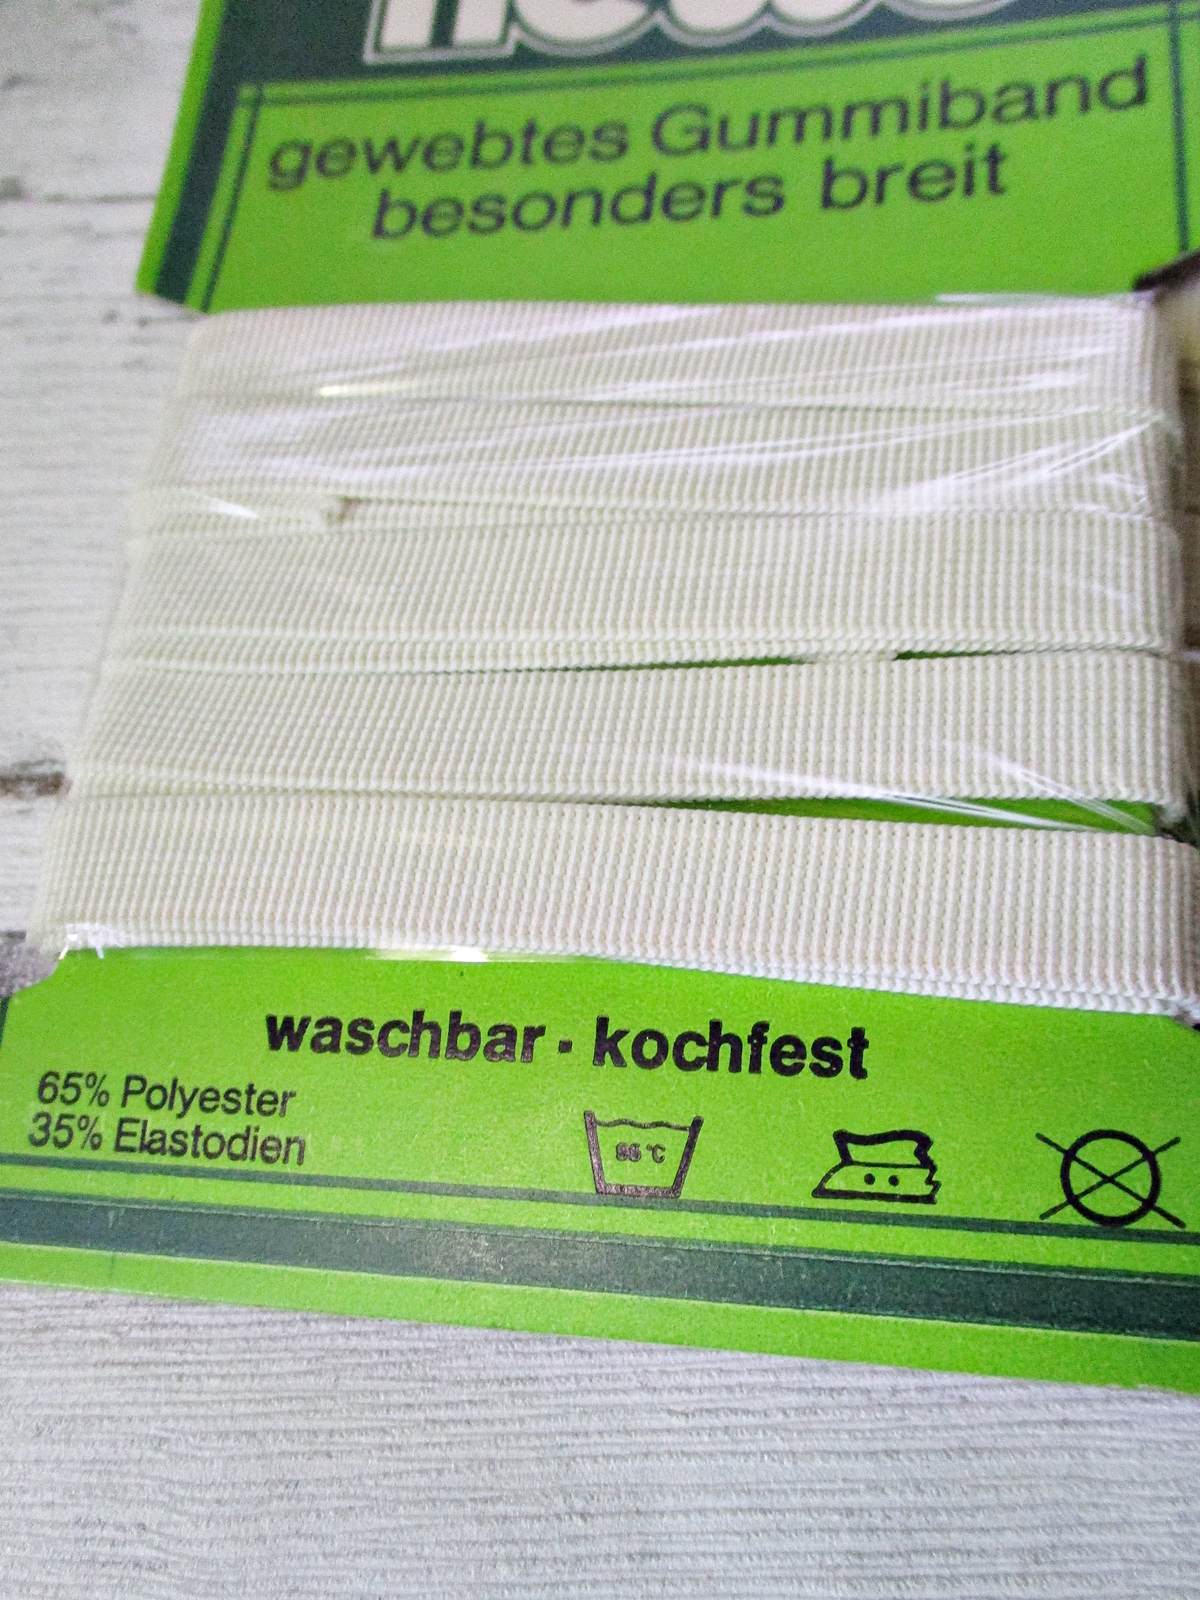 gewebtes Gummiband
besonders breit
waschbar · kochfest
65% Polyester
35% Elastodien
95 °C